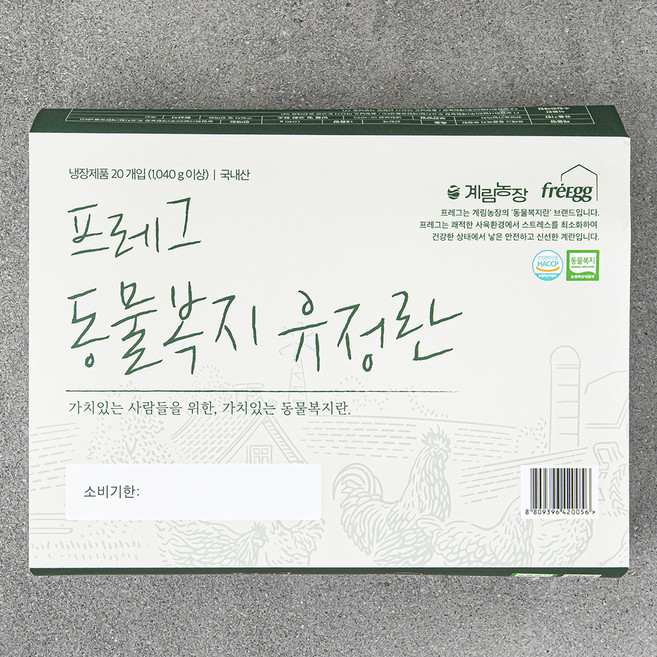 냉장제품 20 개입 (1,040 g 이상) | 국내산
계림농장 fréEgg
프레그는 계림농장의 '동물복지란' 브랜드입니다.
프레그는 쾌적한 사육환경에서 스트레스를 최소화하여
건강한 상태에서 낳은 안전하고 신선한 계란입니다.
HACCP
동물복지
프레그
동물복지 유정란
가치있는 사람들을 위한, 가치있는 동물복지란.
소비기한:
8 809396 420056 >